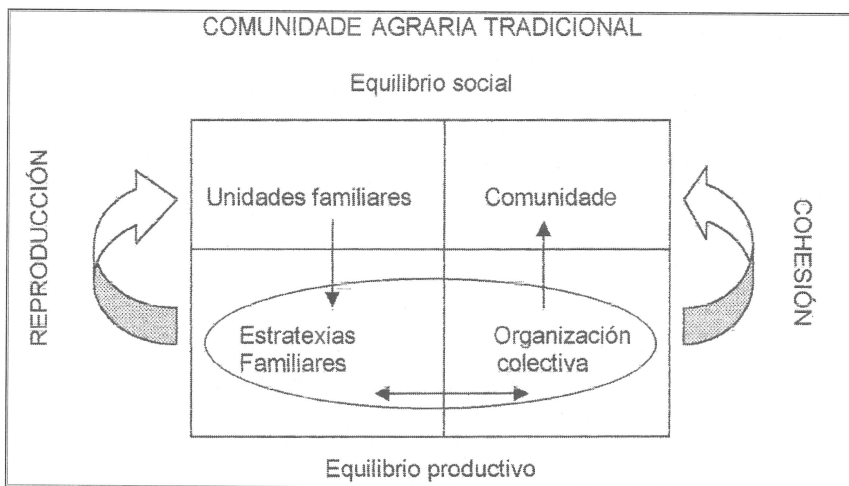 COMUNIDADE AGRARIA TRADICIONAL
Equilibrio social
REPRODUCCIÓN
Unidades familiares
Comunidade
COHESIÓN
Estratexias
Familiares
Organización
colectiva
Equilibrio productivo